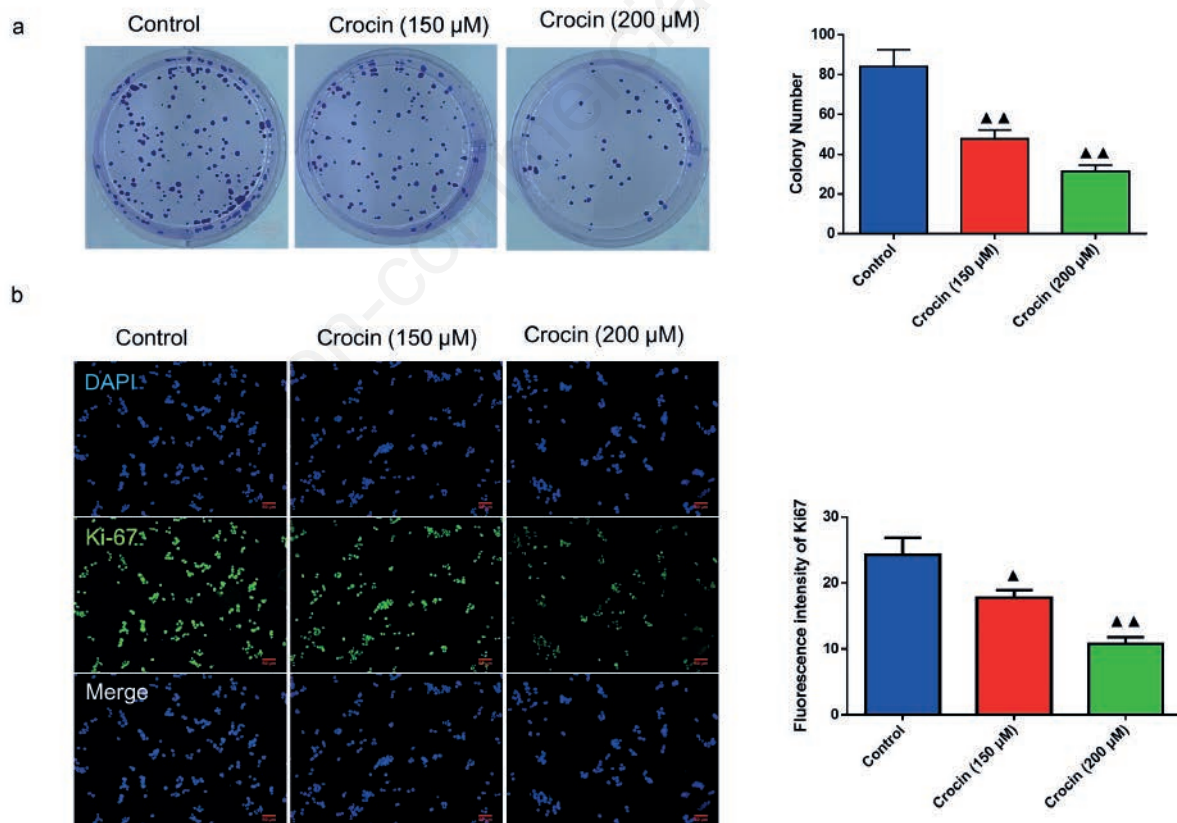 a
Control
Crocin (150 µM)
Crocin (200 µM)
100
80
60
40
20
0
Colony Number
▲▲
▲▲
Control
Crocin (150 µM)
Crocin (200 µM)
b
Control
Crocin (150 µM)
Crocin (200 µM)
DAPI
Ki-67
Merge
30
20
10
0
Fluorescence intensity of Ki67
▲
▲▲
Control
Crocin (150 µM)
Crocin (200 µM)